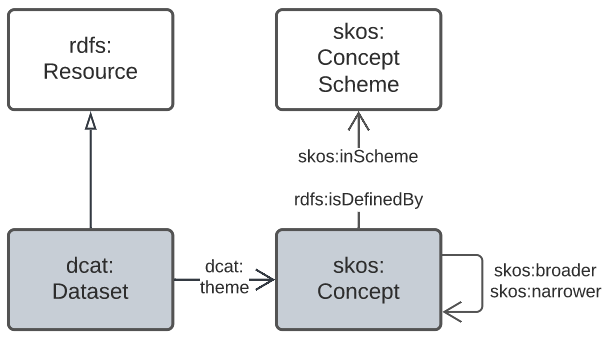 rdfs:
Resource
skos:
Concept
Scheme
skos:inScheme
rdfs:isDefinedBy
dcat:
Dataset
dcat:
theme
skos:
Concept
skos:broader
skos:narrower